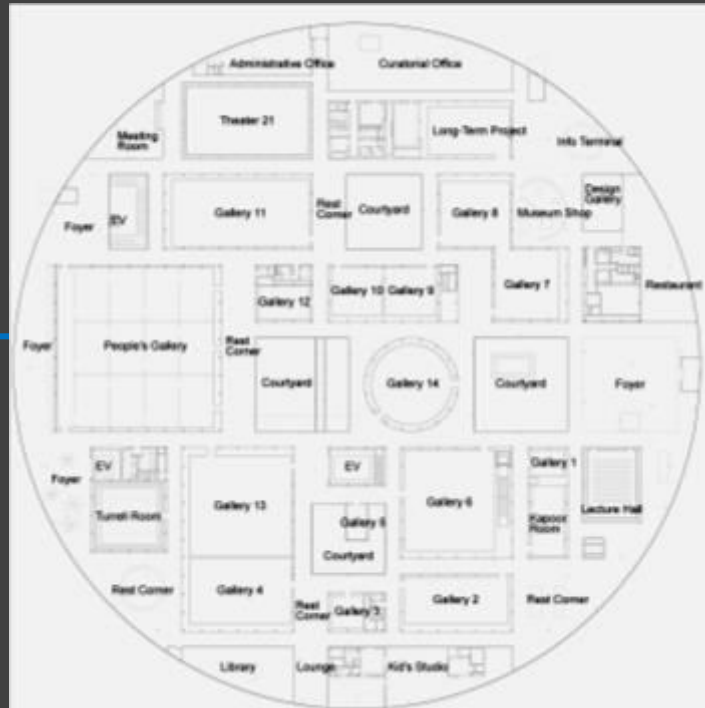 Administrative Office
Curatorial Office
Theater 21
Meeting
Room
Long-Term Project
Info Terminal
Foyer
EV
Gallery 11
Rest
Corner
Courtyard
Gallery 8
Museum Shop
Design
Gallery
Gallery 12
Gallery 10
Gallery 9
Gallery 7
Restaurant
Foyer
People's Gallery
Rest
Corner
Courtyard
Gallery 14
Courtyard
Foyer
Foyer
EV
Turrell Room
Gallery 13
EV
Courtyard
Gallery 6
Gallery 1
Kapoor
Room
Lecture Hall
Rest Corner
Gallery 4
Rest
Corner
Gallery 3
Gallery 2
Rest Corner
Library
Lounge
Kid's Studio